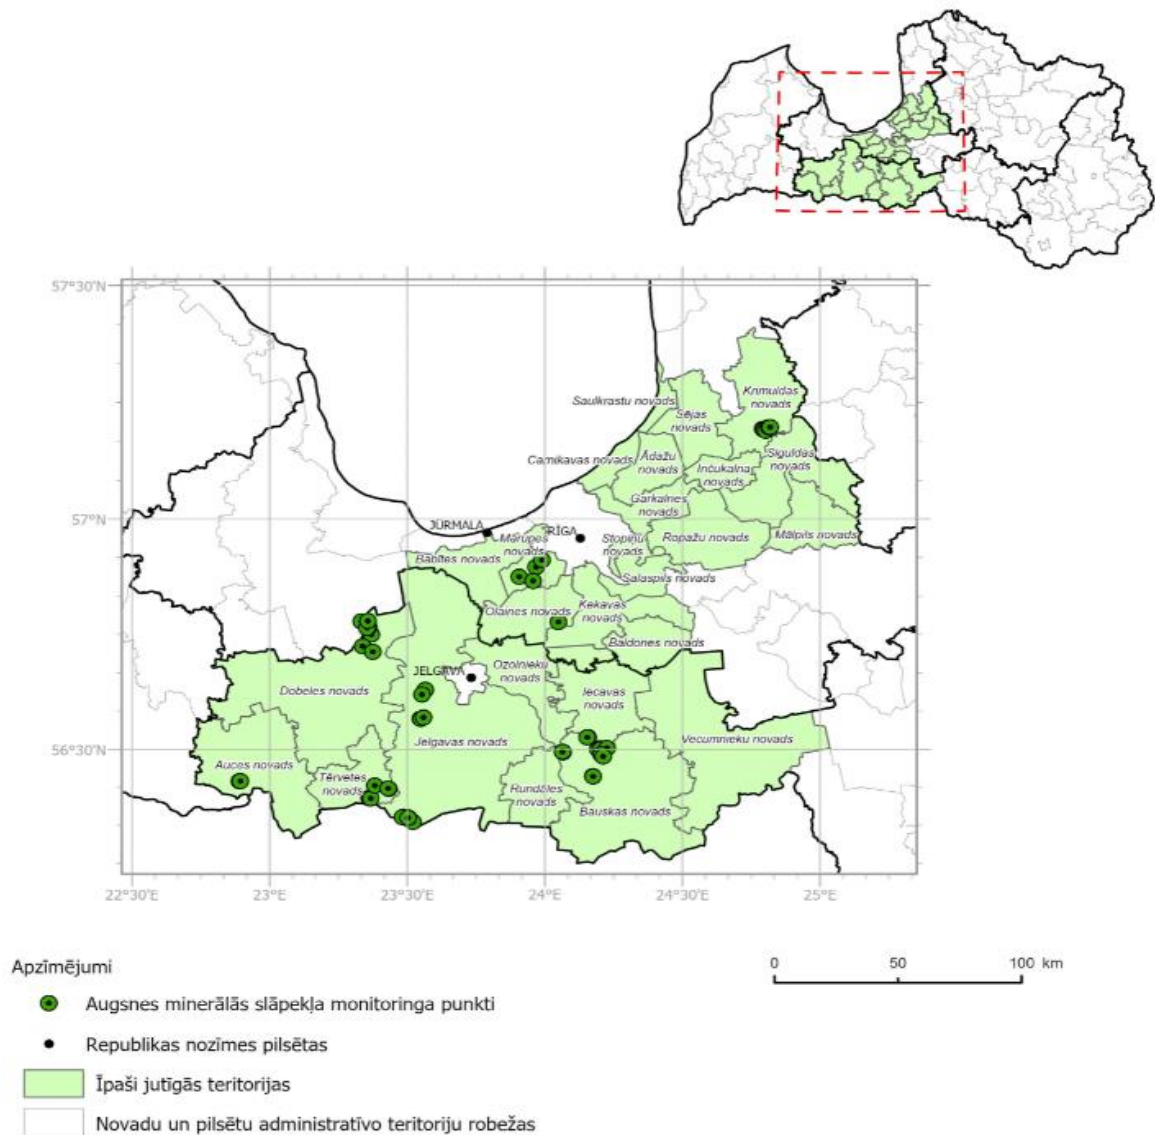 57°30'N
Krimuldas
novads
Saulkrastu novads
Sējas
novads
Carnikavas novads
Ādažu
novads
Inčukalna
novads
Siguldas
novads
Garkalnes
novads
57°N
JŪRMALA
RĪGA
Mārupes
novads
Stopiņu
novads
Ropažu novads
Mālpils novads
Babītes novads
Salaspils novads
Olaines novads
Ķekavas
novads
Baldones novads
JELGAVA
Ozolnieku
novads
Dobeles novads
Iecavas
novads
56°30'N
Jelgavas novads
Vecumnieku novads
Auces novads
Tērvetes
novads
Rundāles
novads
Bauskas novads
22°30'E 23°E 23°30'E 24°E 24°30'E 25°E
Apzīmējumi
0 50 100 km
Augsnes minerālās slāpekļa monitoringa punkti
Republikas nozīmes pilsētas
Īpaši jutīgās teritorijas
Novadu un pilsētu administratīvo teritoriju robežas